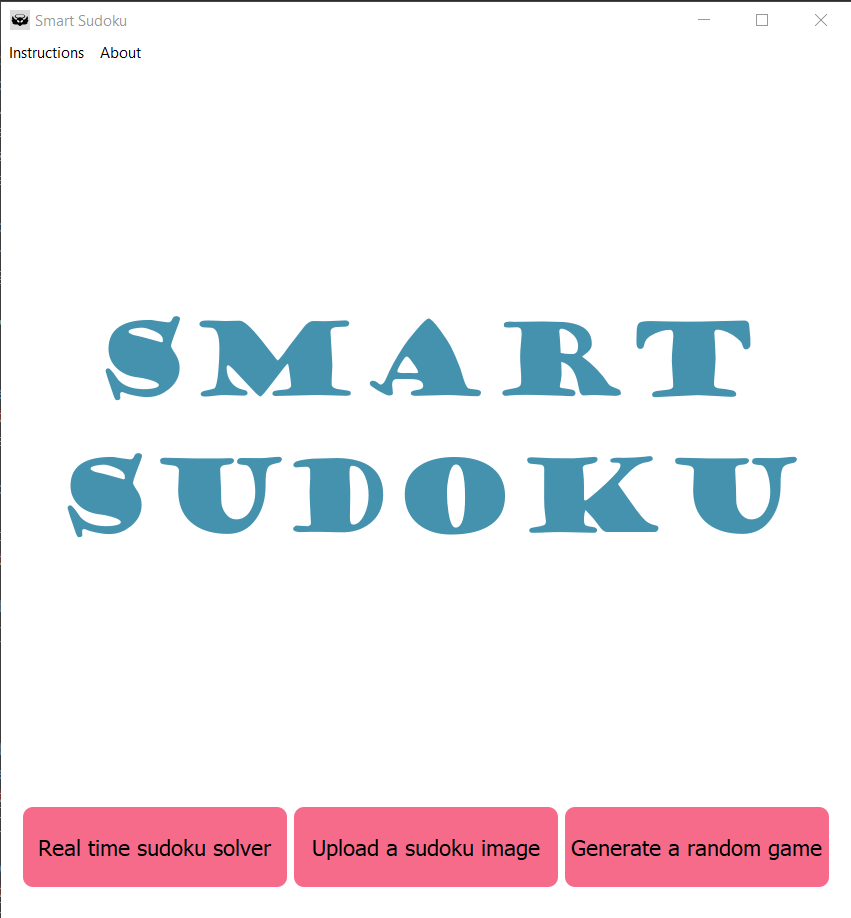 Smart Sudoku
Instructions About
SMART
SUDOKU
Real time sudoku solver Upload a sudoku image Generate a random game